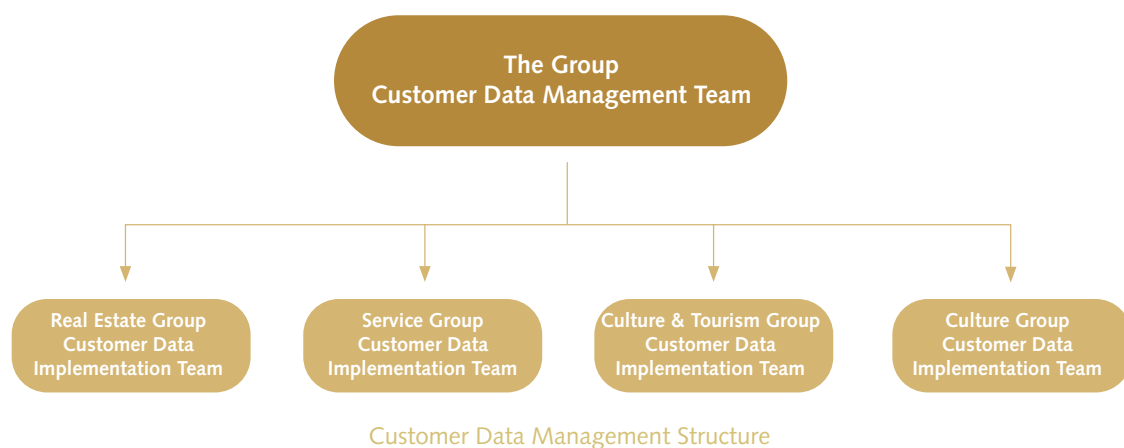 The Group
Customer Data Management Team
Real Estate Group
Customer Data
Implementation Team
Service Group
Customer Data
Implementation Team
Culture & Tourism Group
Customer Data
Implementation Team
Culture Group
Customer Data
Implementation Team
Customer Data Management Structure